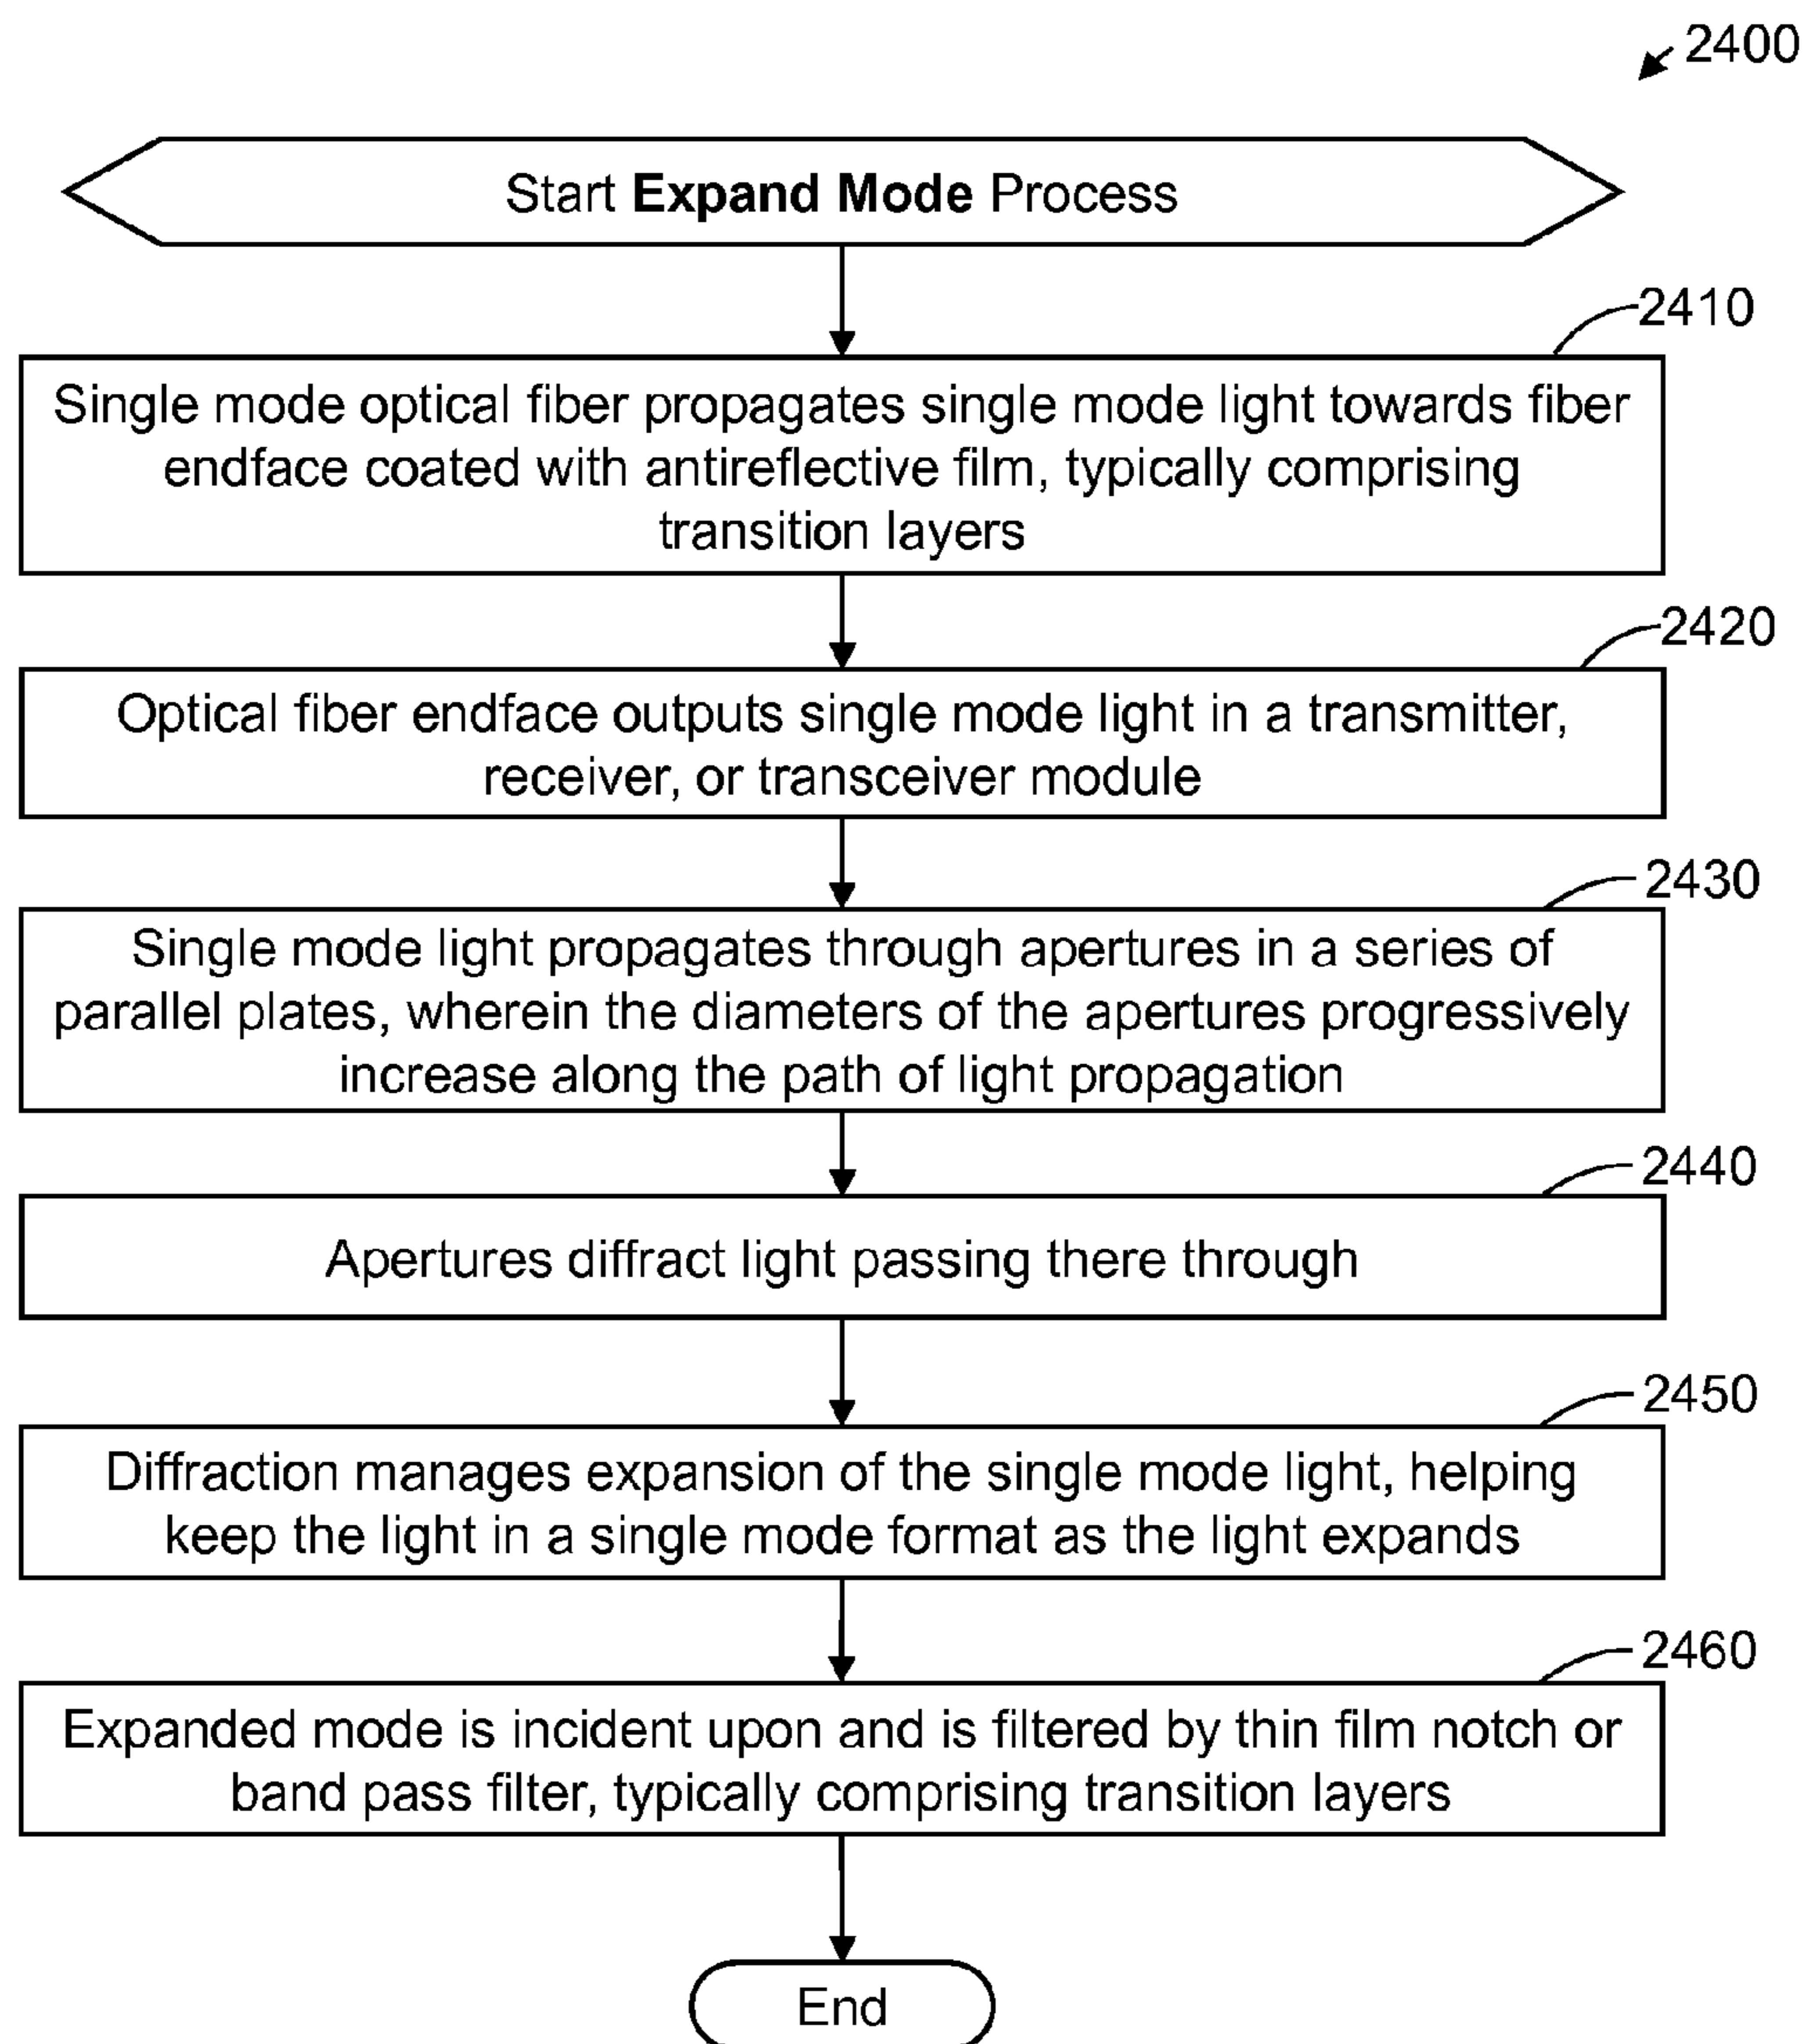 2400
Start Expand Mode Process
2410
Single mode optical fiber propagates single mode light towards fiber
endface coated with antireflective film, typically comprising
transition layers
2420
Optical fiber endface outputs single mode light in a transmitter,
receiver, or transceiver module
2430
Single mode light propagates through apertures in a series of
parallel plates, wherein the diameters of the apertures progressively
increase along the path of light propagation
2440
Apertures diffract light passing there through
2450
Diffraction manages expansion of the single mode light, helping
keep the light in a single mode format as the light expands
2460
Expanded mode is incident upon and is filtered by thin film notch or
band pass filter, typically comprising transition layers
End